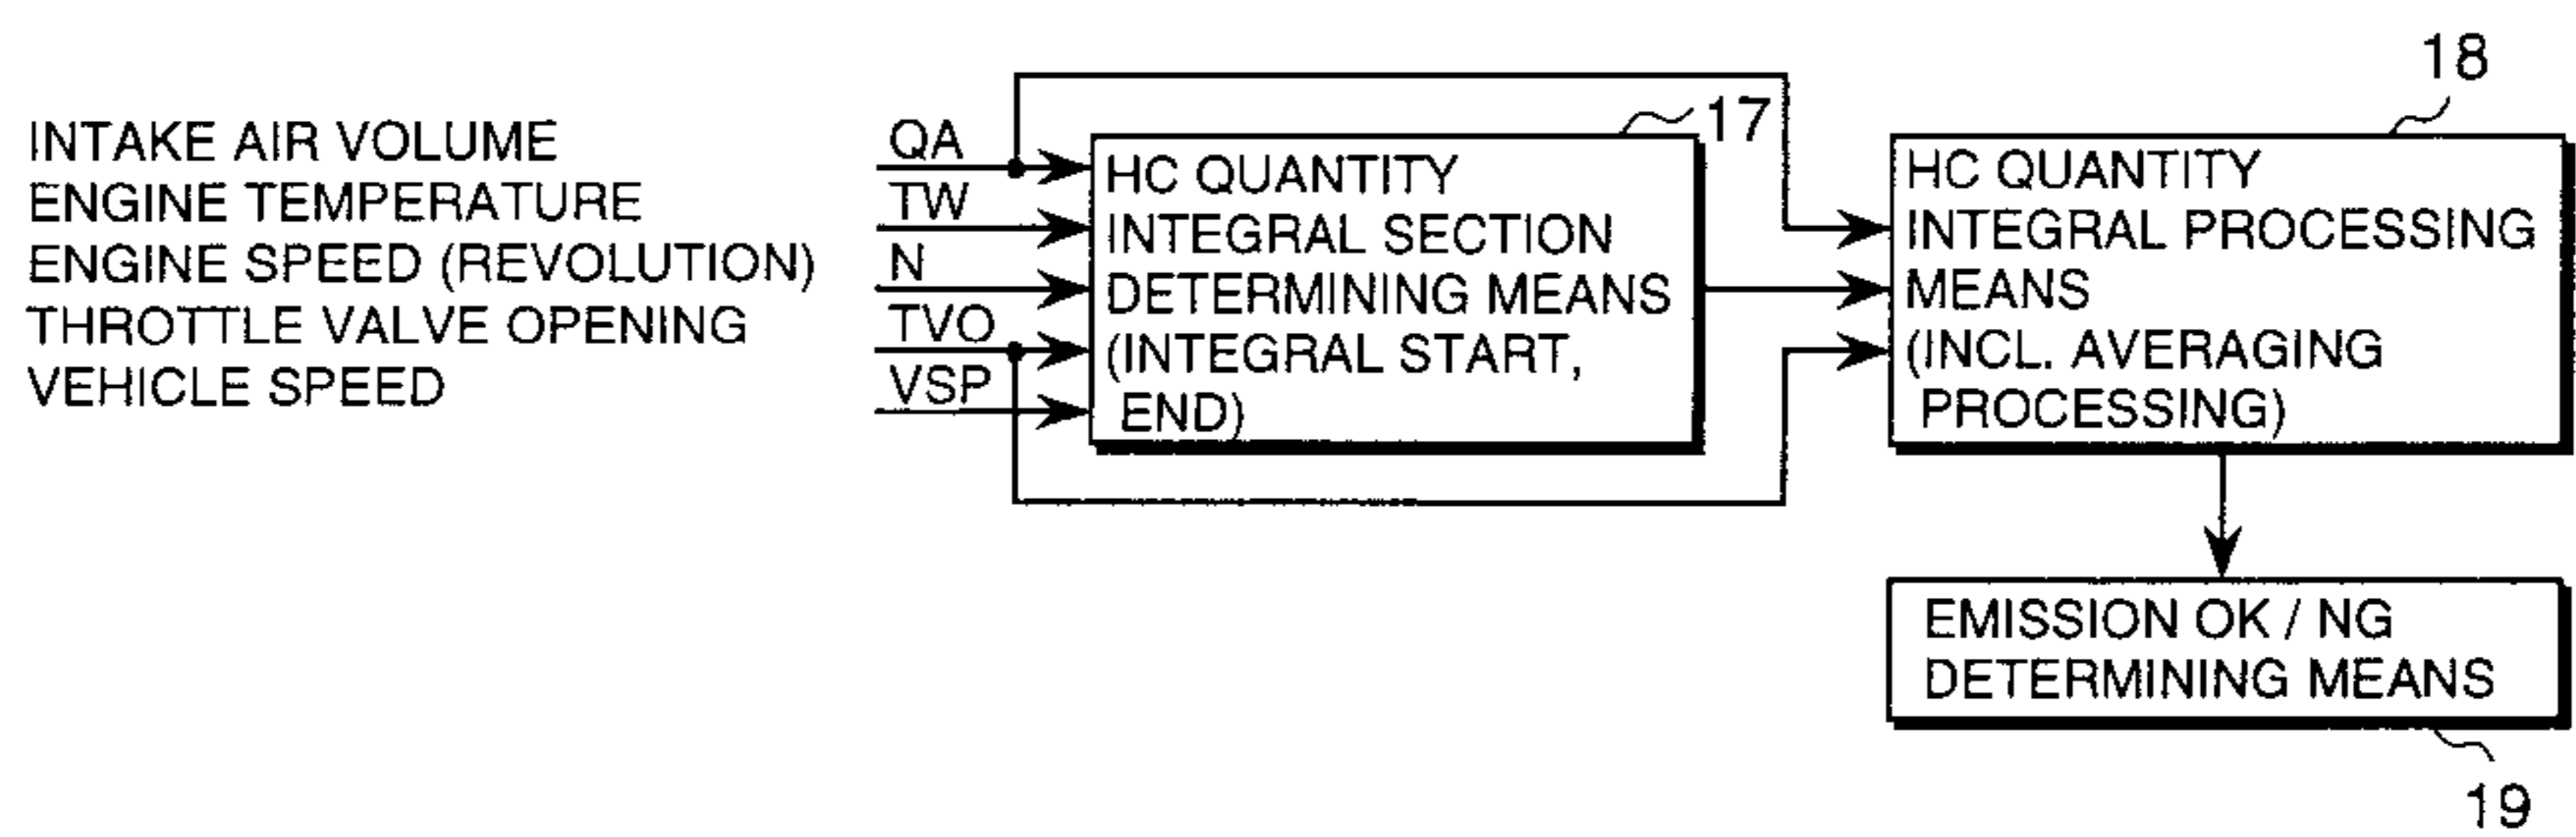 18
17
INTAKE AIR VOLUME
ENGINE TEMPERATURE
ENGINE SPEED (REVOLUTION)
THROTTLE VALVE OPENING
VEHICLE SPEED
QA
TW
N
TVO
VSP
HC QUANTITY
INTEGRAL SECTION
DETERMINING MEANS
(INTEGRAL START,
END)
HC QUANTITY
INTEGRAL PROCESSING
MEANS
(INCL. AVERAGING
PROCESSING)
EMISSION OK / NG
DETERMINING MEANS
19